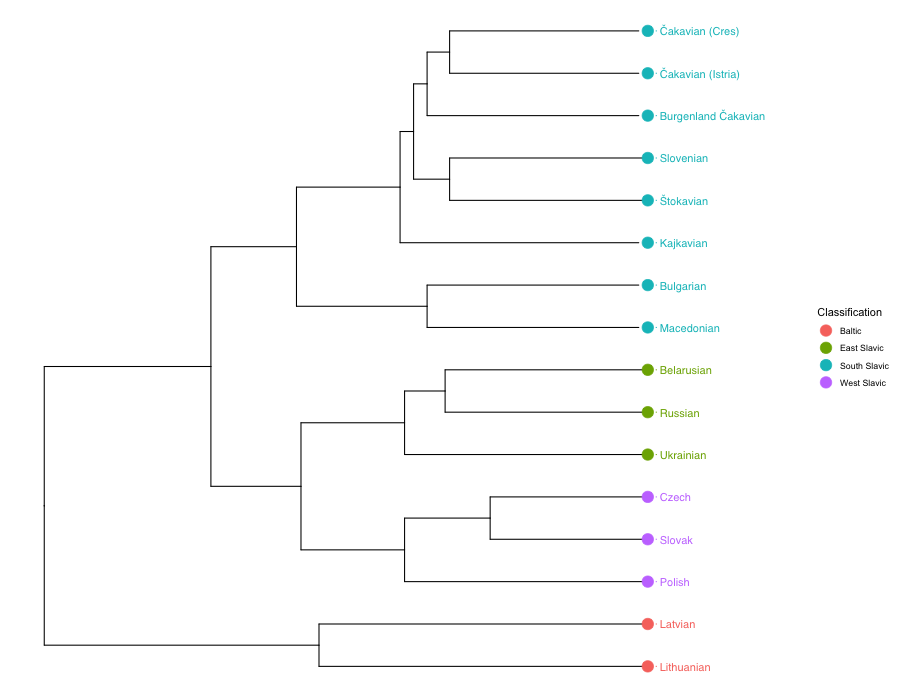 Čakavian (Cres)
Čakavian (Istria)
Burgenland Čakavian
Slovenian
Štokavian
Kajkavian
Bulgarian
Macedonian
Belarusian
Russian
Ukrainian
Czech
Slovak
Polish
Latvian
Lithuanian
Classification
Baltic
East Slavic
South Slavic
West Slavic